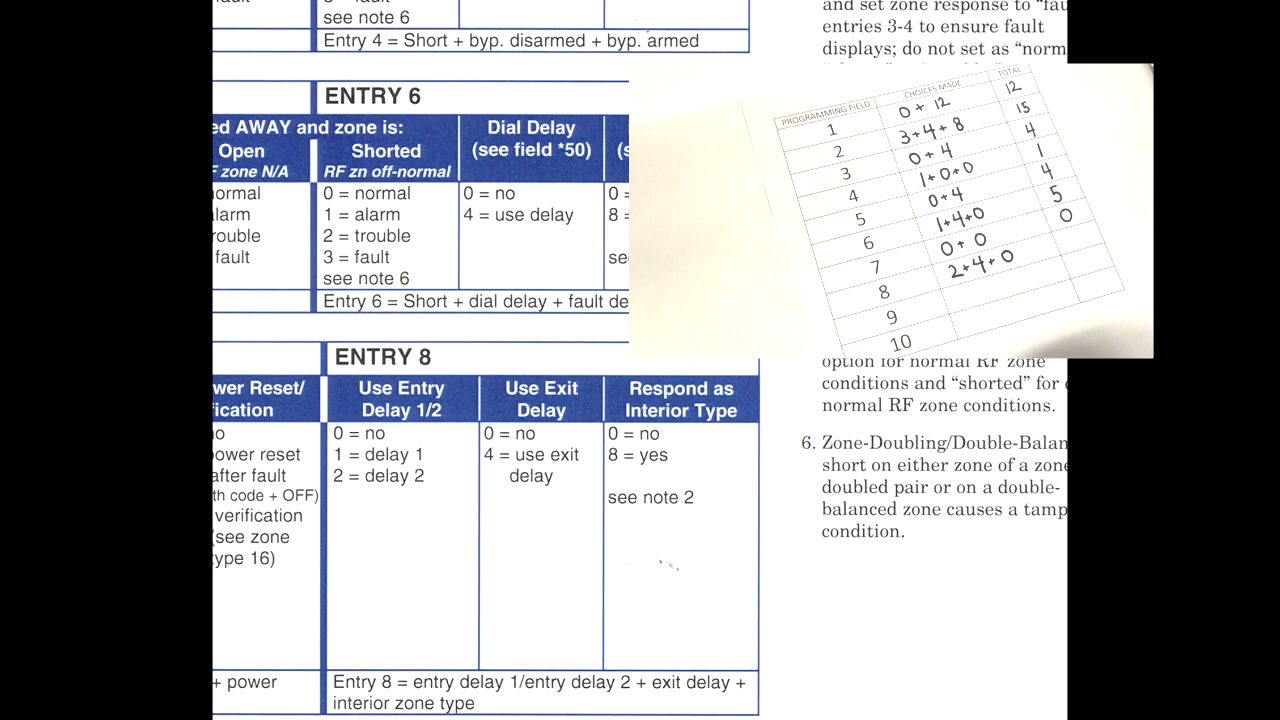 see note 6
Entry 4 = Short + byp. disarmed + byp. armed
and set zone response to "fau
entries 3-4 to ensure fault
displays; do not set as "norm
ENTRY 6
ed AWAY and zone is:
Open
F zone N/A
Shorted
RF zn off-normal
Dial Delay
(see field *50)
(s
ormal
larm
rouble
fault
0 = normal
1 = alarm
2 = trouble
3 = fault
see note 6
0 = no
4 = use delay
0 =
8 =
se
Entry 6 = Short + dial delay + fault de
PROGRAMMING FIELD CHOICES MADE TOTAL
1 0 + 12 12
2 3+4+8 15
3 0 + 4 4
4 1+0+0 1
5 0+4 4
6 1+4+0 5
7 0+ 0 0
8 2+4+0
9
10
ENTRY 8
wer Reset/
ication
Use Entry
Delay 1/2
Use Exit
Delay
Respond as
Interior Type
o
ower reset
after fault
th code + OFF)
verification
(see zone
type 16)
0 = no
1 = delay 1
2 = delay 2
0 = no
4 = use exit
delay
0 = no
8 = yes
see note 2
+ power
Entry 8 = entry delay 1/entry delay 2 + exit delay +
interior zone type
option for normal RF zone
conditions and "shorted" for
normal RF zone conditions.
6. Zone-Doubling/Double-Balan
short on either zone of a zone
doubled pair or on a double-
balanced zone causes a tamp
condition.